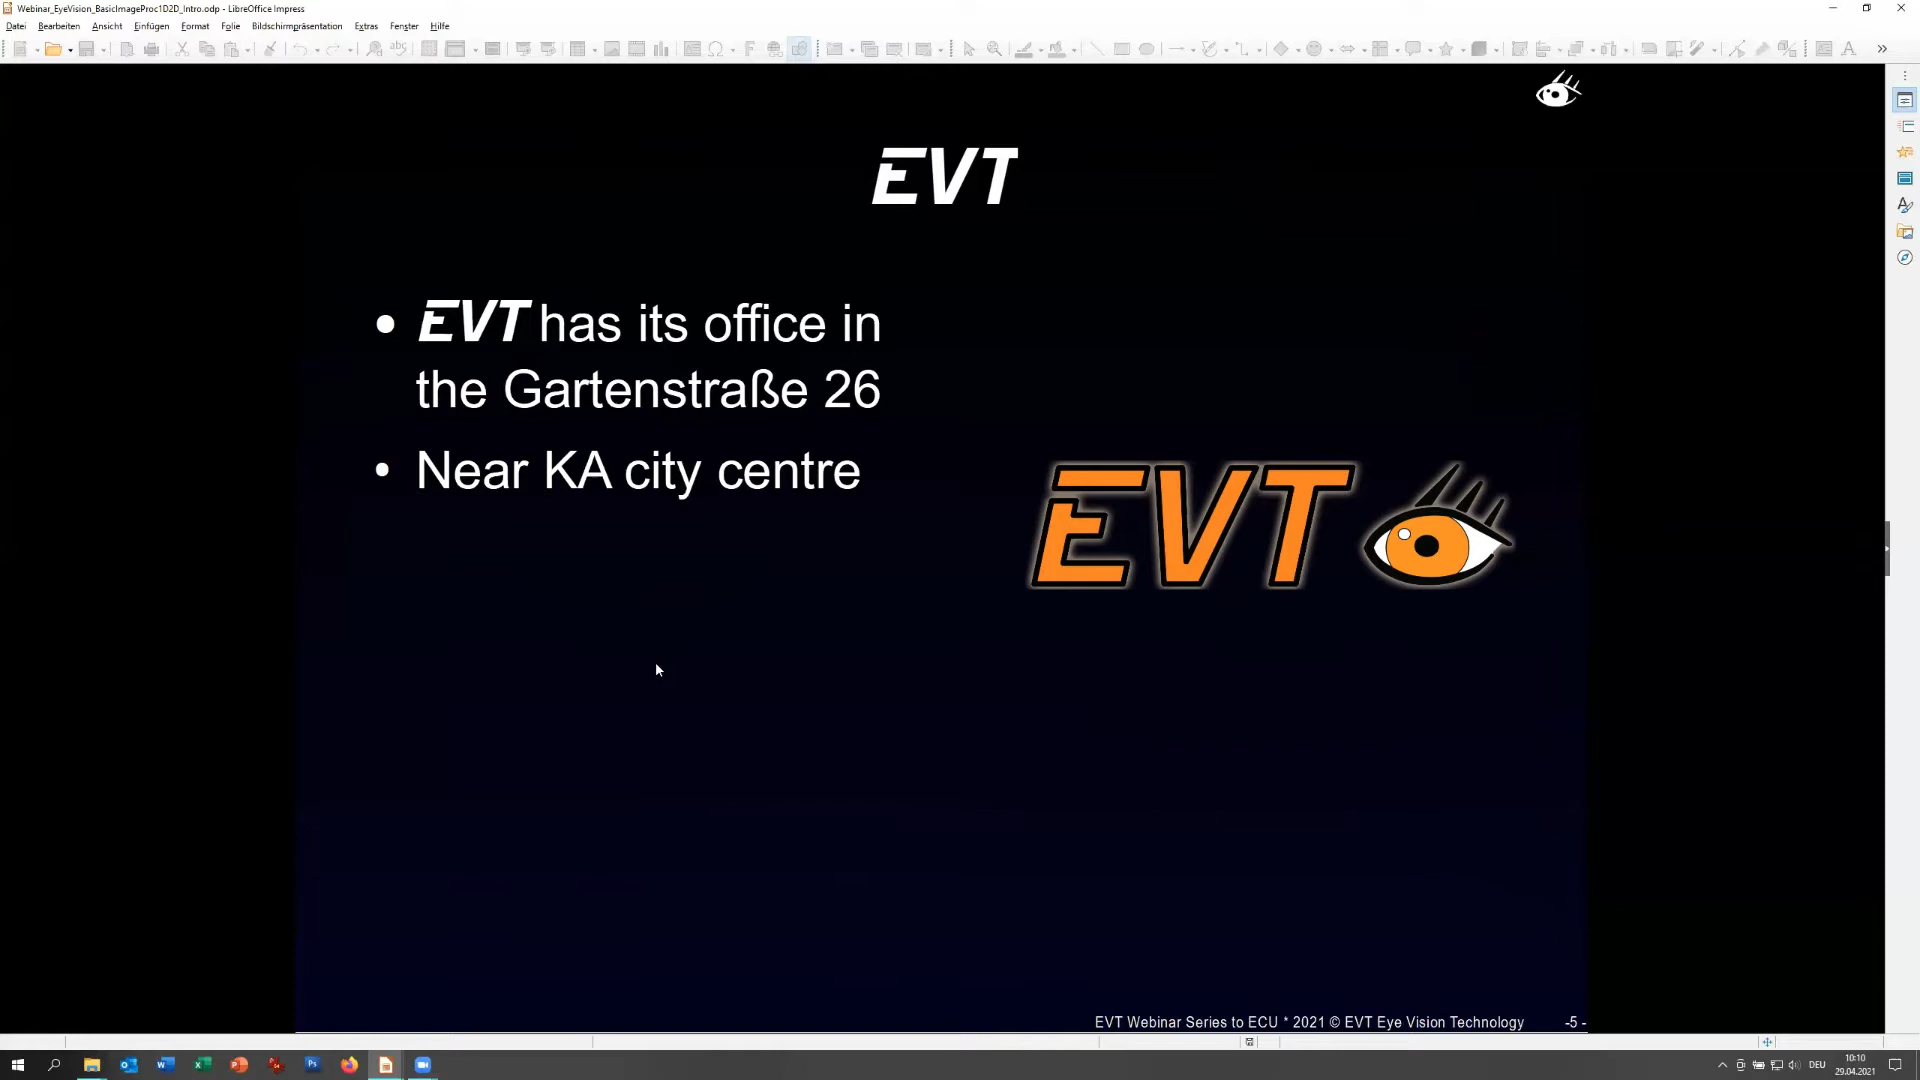 Webinar_EyeVision_BasicImageProc1D2D_Intro.odp - LibreOffice Impress
Datei Bearbeiten Ansicht Einfügen Format Folie Bildschirmpräsentation Extras Fenster Hilfe
EVT
• EVT has its office in
the Gartenstraße 26
• Near KA city centre
EVT
EVT Webinar Series to ECU * 2021 © EVT Eye Vision Technology -5 -
DEU
10:10
29.04.2021